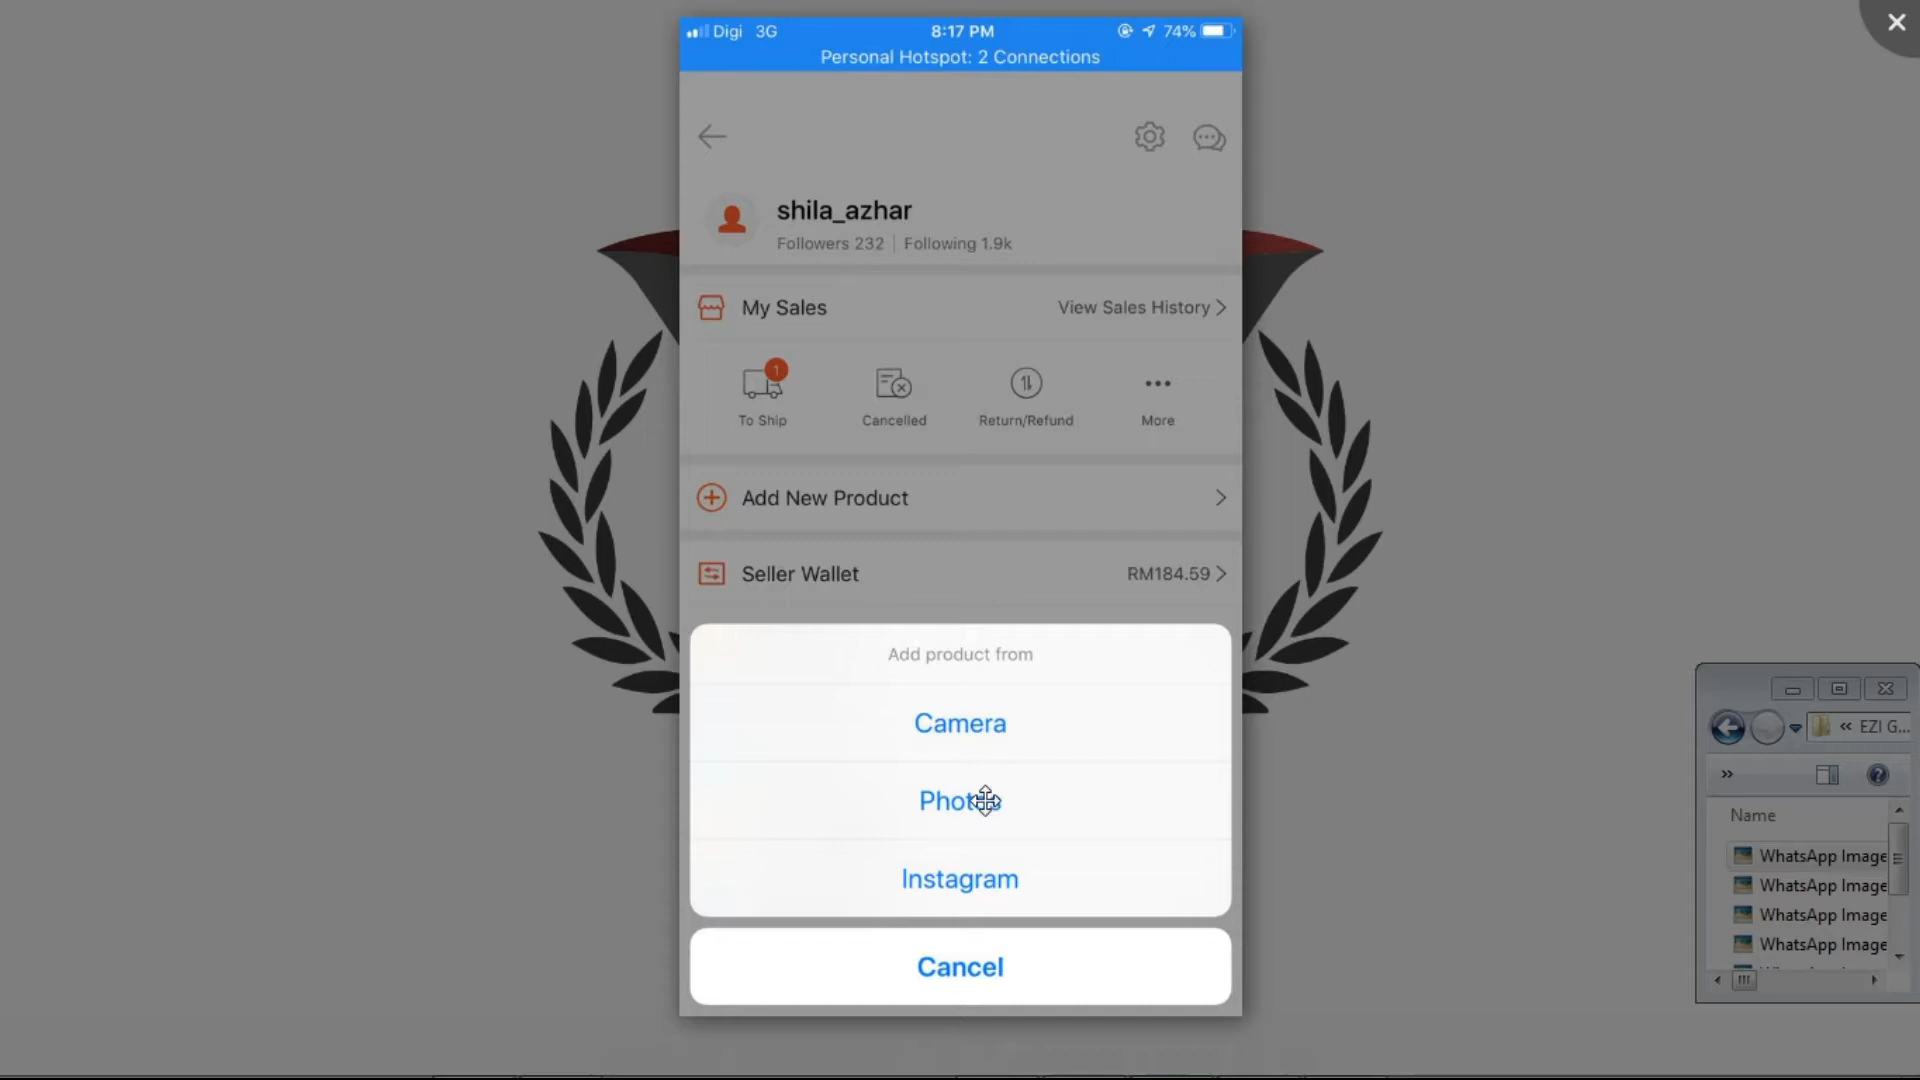 Digi 3G 8:17 PM 74%
Personal Hotspot: 2 Connections
shila_azhar
Followers 232 Following 1.9k
My Sales View Sales History
1
To Ship Cancelled Return/Refund More
Add New Product
Seller Wallet RM184.59
Add product from
Camera
Photos
Instagram
Cancel
« EZI G...
»
Name
WhatsApp Image
WhatsApp Image
WhatsApp Image
WhatsApp Image